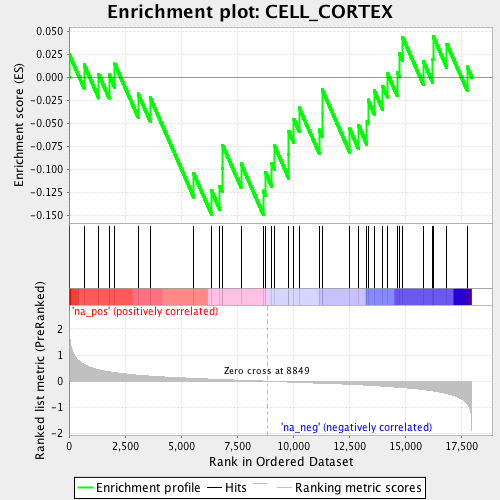 Enrichment plot: CELL_CORTEX
Enrichment score (ES)
0.050
0.025
0.000
-0.025
-0.050
-0.075
-0.100
-0.125
-0.150
'na_pos' (positively correlated)
Ranked list metric (PreRanked)
2
1
0
-1
-2
Zero cross at 8849
'na_neg' (negatively correlated)
0
2,500
5,000
7,500
10,000
12,500
15,000
17,500
Rank in Ordered Dataset
Enrichment profile
Hits
Ranking metric scores